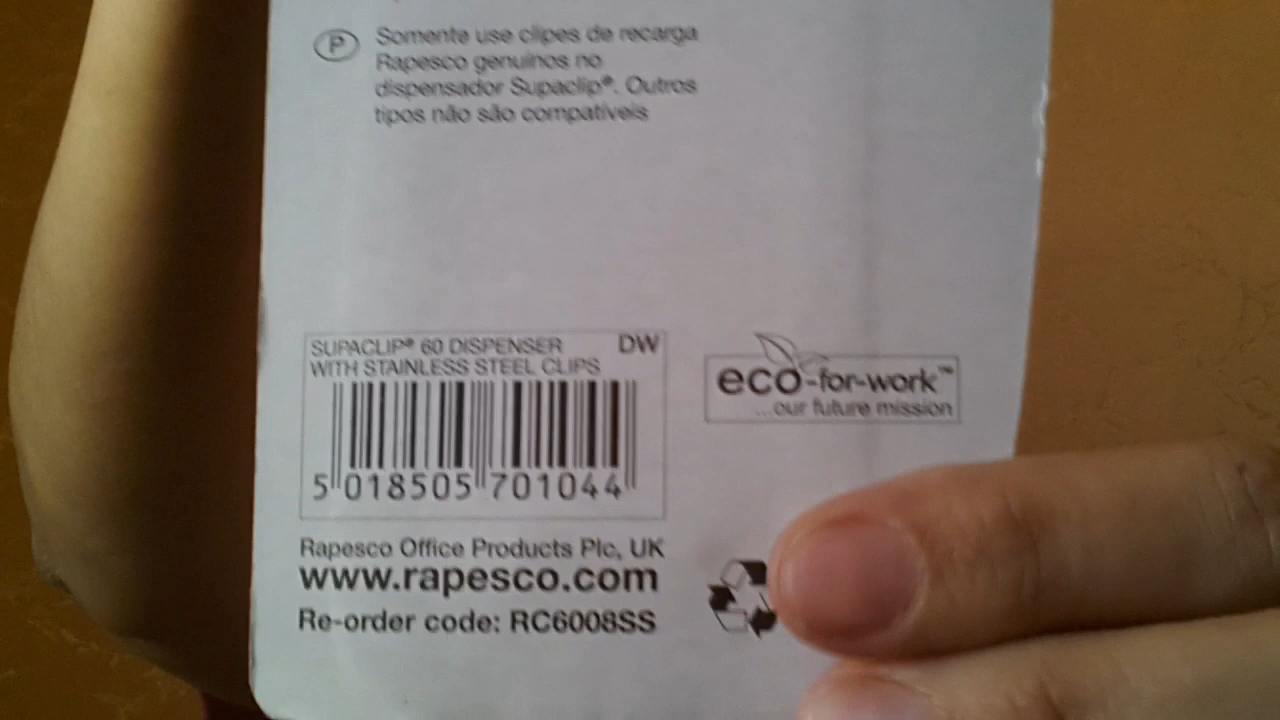 P
Somente use clipes de recarga
Rapesco genuínos no
dispensador Supaclip®. Outros
tipos não são compatíveis
SUPACLIP® 60 DISPENSER DW
WITH STAINLESS STEEL CLIPS
5 018505 701044
eco-for-work™
...our future mission
Rapesco Office Products Plc, UK
www.rapesco.com
Re-order code: RC6008SS